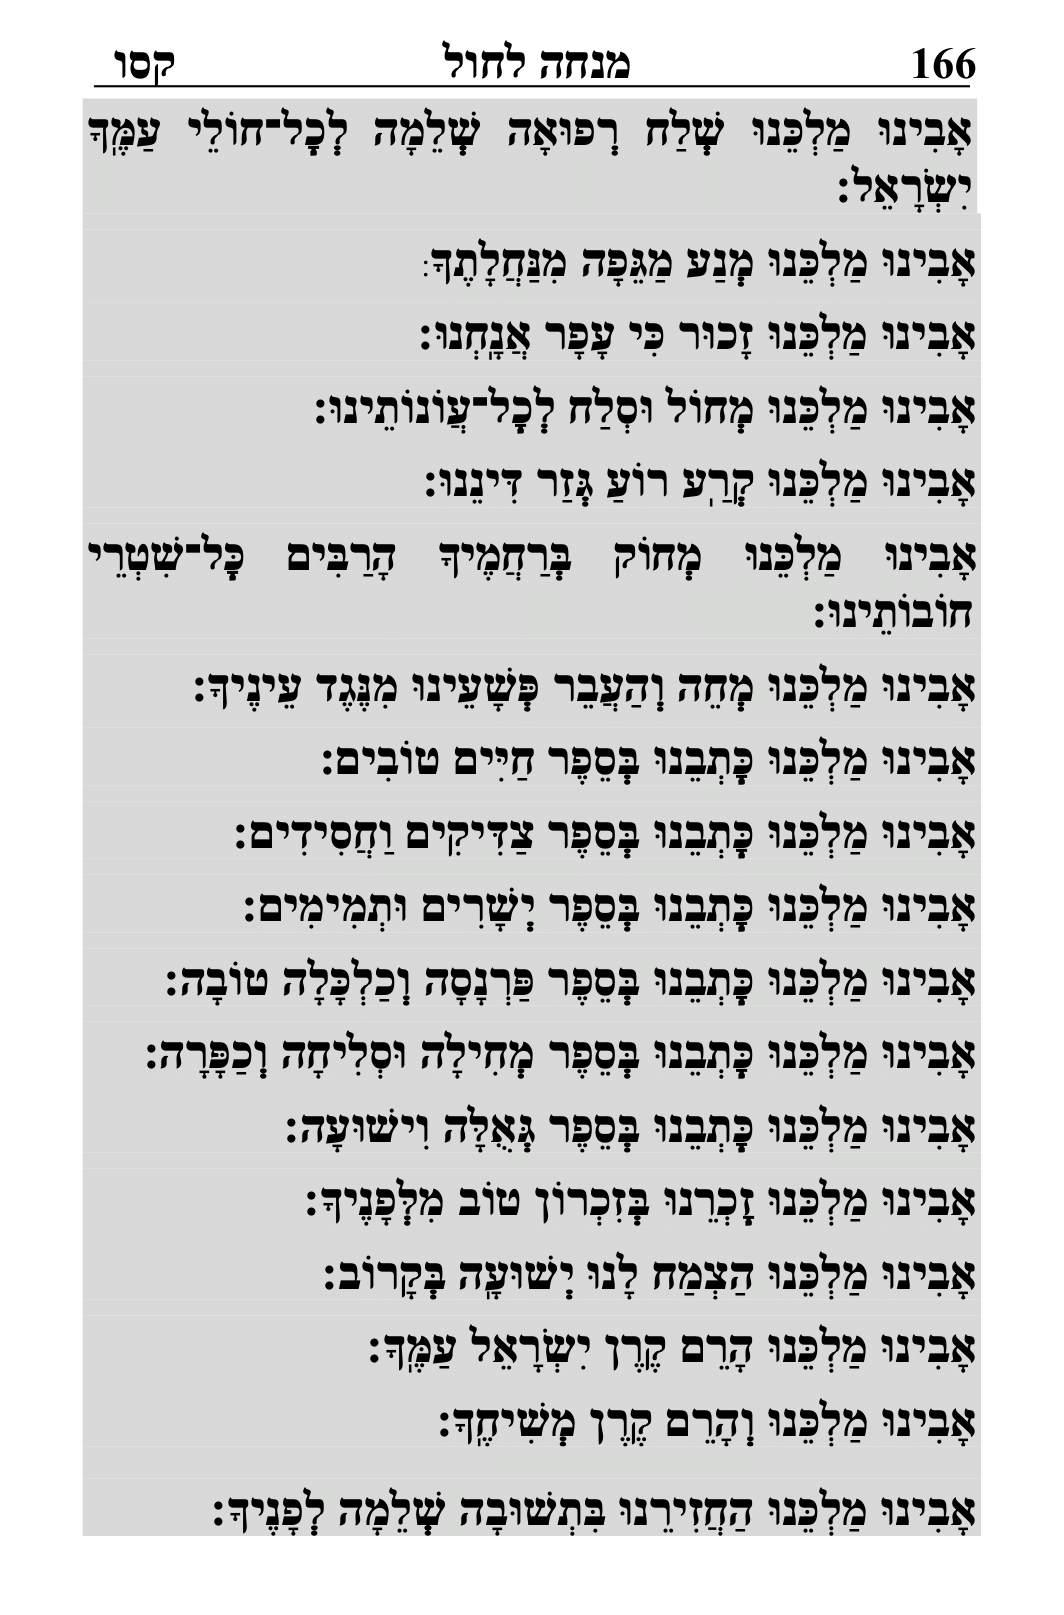 166 מנחה לחול קסו
אָבִינוּ מַלְכֵּנוּ שְׁלַח רְפוּאָה שְׁלֵמָה לְכָל־חוֹלֵי עַמֶּךָ
יִשְׂרָאֵל:
אָבִינוּ מַלְכֵּנוּ מְנַע מַגֵּפָה מִנַּחֲלָתֶךָ:
אָבִינוּ מַלְכֵּנוּ זָכוּר כִּי עָפָר אֲנָחְנוּ:
אָבִינוּ מַלְכֵּנוּ מְחוֹל וּסְלַח לְכָל־עֲוֹנוֹתֵינוּ:
אָבִינוּ מַלְכֵּנוּ קְרַע רוֹעַ גְּזַר דִּינֵנוּ:
אָבִינוּ מַלְכֵּנוּ מְחוֹק בְּרַחֲמֶיךָ הָרַבִּים כָּל־שִׁטְרֵי
חוֹבוֹתֵינוּ:
אָבִינוּ מַלְכֵּנוּ מְחֵה וְהַעֲבֵר פְּשָׁעֵינוּ מִנֶּגֶד עֵינֶיךָ:
אָבִינוּ מַלְכֵּנוּ כָּתְבֵנוּ בְּסֵפֶר חַיִּים טוֹבִים:
אָבִינוּ מַלְכֵּנוּ כָּתְבֵנוּ בְּסֵפֶר צַדִּיקִים וַחֲסִידִים:
אָבִינוּ מַלְכֵּנוּ כָּתְבֵנוּ בְּסֵפֶר יְשָׁרִים וּתְמִימִים:
אָבִינוּ מַלְכֵּנוּ כָּתְבֵנוּ בְּסֵפֶר פַּרְנָסָה וְכַלְכָּלָה טוֹבָה:
אָבִינוּ מַלְכֵּנוּ כָּתְבֵנוּ בְּסֵפֶר מְחִילָה וּסְלִיחָה וְכַפָּרָה:
אָבִינוּ מַלְכֵּנוּ כָּתְבֵנוּ בְּסֵפֶר גְּאֻלָּה וִישׁוּעָה:
אָבִינוּ מַלְכֵּנוּ זָכְרֵנוּ בְּזִכְרוֹן טוֹב מִלְּפָנֶיךָ:
אָבִינוּ מַלְכֵּנוּ הַצְמַח לָנוּ יְשׁוּעָה בְּקָרוֹב:
אָבִינוּ מַלְכֵּנוּ הָרֵם קֶרֶן יִשְׂרָאֵל עַמֶּךָ:
אָבִינוּ מַלְכֵּנוּ וְהָרֵם קֶרֶן מְשִׁיחֶךָ:
אָבִינוּ מַלְכֵּנוּ הַחֲזִירֵנוּ בִּתְשׁוּבָה שְׁלֵמָה לְפָנֶיךָ: